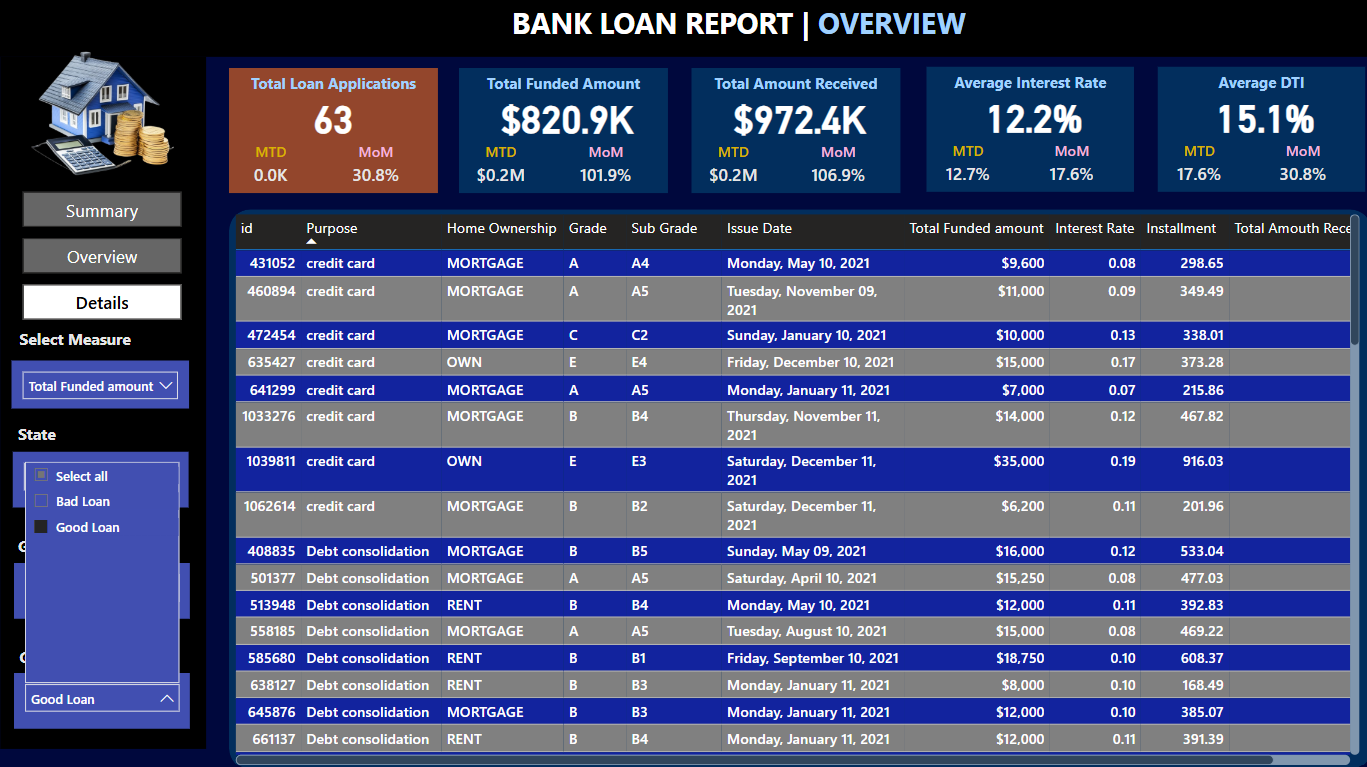 BANK LOAN REPORT | OVERVIEW
Total Loan Applications
63
MTD MoM
0.0K 30.8%
Total Funded Amount
$820.9K
MTD MoM
$0.2M 101.9%
Total Amount Received
$972.4K
MTD MoM
$0.2M 106.9%
Average Interest Rate
12.2%
MTD MoM
12.7% 17.6%
Average DTI
15.1%
MTD MoM
17.6% 30.8%
Summary
Overview
Details
Select Measure
Total Funded amount
State
Select all
Bad Loan
Good Loan
Good Loan
id Purpose Home Ownership Grade Sub Grade Issue Date Total Funded amount Interest Rate Installment Total Amouth Rece
431052 credit card MORTGAGE A A4 Monday, May 10, 2021 $9,600 0.08 298.65
460894 credit card MORTGAGE A A5 Tuesday, November 09, $11,000 0.09 349.49
2021
472454 credit card MORTGAGE C C2 Sunday, January 10, 2021 $10,000 0.13 338.01
635427 credit card OWN E E4 Friday, December 10, 2021 $15,000 0.17 373.28
641299 credit card MORTGAGE A A5 Monday, January 11, 2021 $7,000 0.07 215.86
1033276 credit card MORTGAGE B B4 Thursday, November 11, $14,000 0.12 467.82
2021
1039811 credit card OWN E E3 Saturday, December 11, $35,000 0.19 916.03
2021
1062614 credit card MORTGAGE B B2 Saturday, December 11, $6,200 0.11 201.96
2021
408835 Debt consolidation MORTGAGE B B5 Sunday, May 09, 2021 $16,000 0.12 533.04
501377 Debt consolidation MORTGAGE A A5 Saturday, April 10, 2021 $15,250 0.08 477.03
513948 Debt consolidation RENT B B4 Monday, May 10, 2021 $12,000 0.11 392.83
558185 Debt consolidation MORTGAGE A A5 Tuesday, August 10, 2021 $15,000 0.08 469.22
585680 Debt consolidation RENT B B1 Friday, September 10, 2021 $18,750 0.10 608.37
638127 Debt consolidation RENT B B3 Monday, January 11, 2021 $8,000 0.10 168.49
645876 Debt consolidation MORTGAGE B B3 Monday, January 11, 2021 $12,000 0.10 385.07
661137 Debt consolidation RENT B B4 Monday, January 11, 2021 $12,000 0.11 391.39